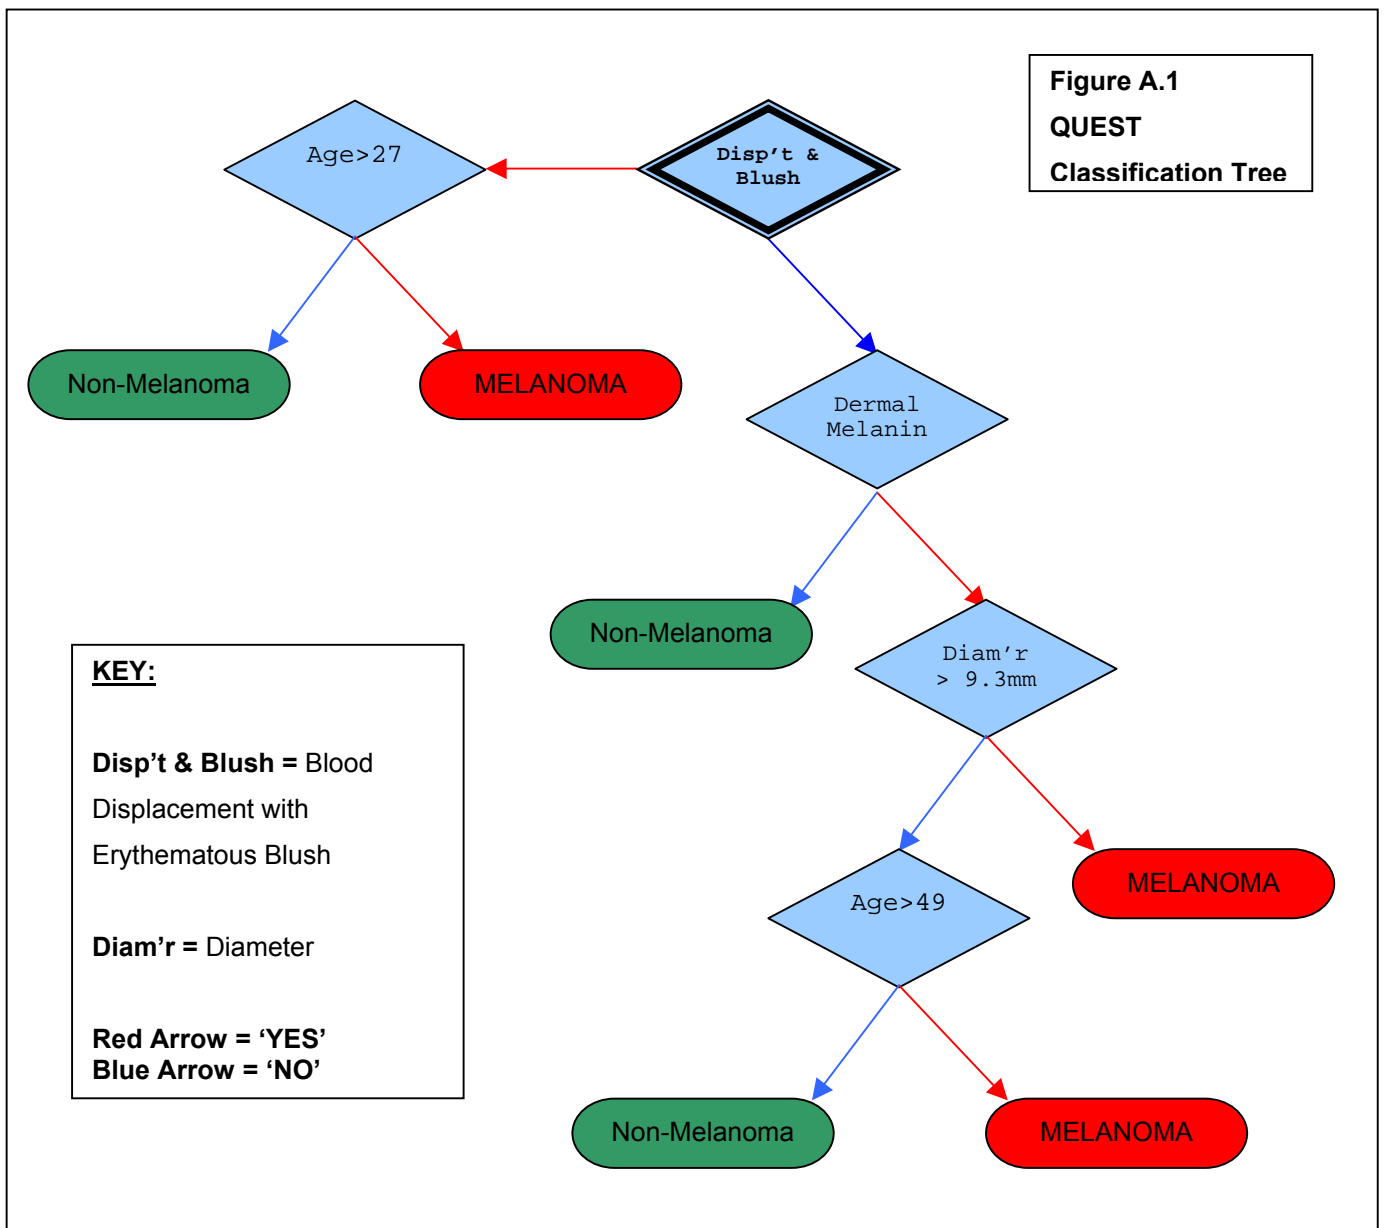 Figure A.1
QUEST
Classification Tree
Age>27
Disp’t &
Blush
Non-Melanoma
MELANOMA
Dermal
Melanin
Non-Melanoma
Diam’r
> 9.3mm
KEY:
Disp’t & Blush = Blood
Displacement with
Erythematous Blush
Diam’r = Diameter
Red Arrow = ‘YES’
Blue Arrow = ‘NO’
Age>49
MELANOMA
Non-Melanoma
MELANOMA